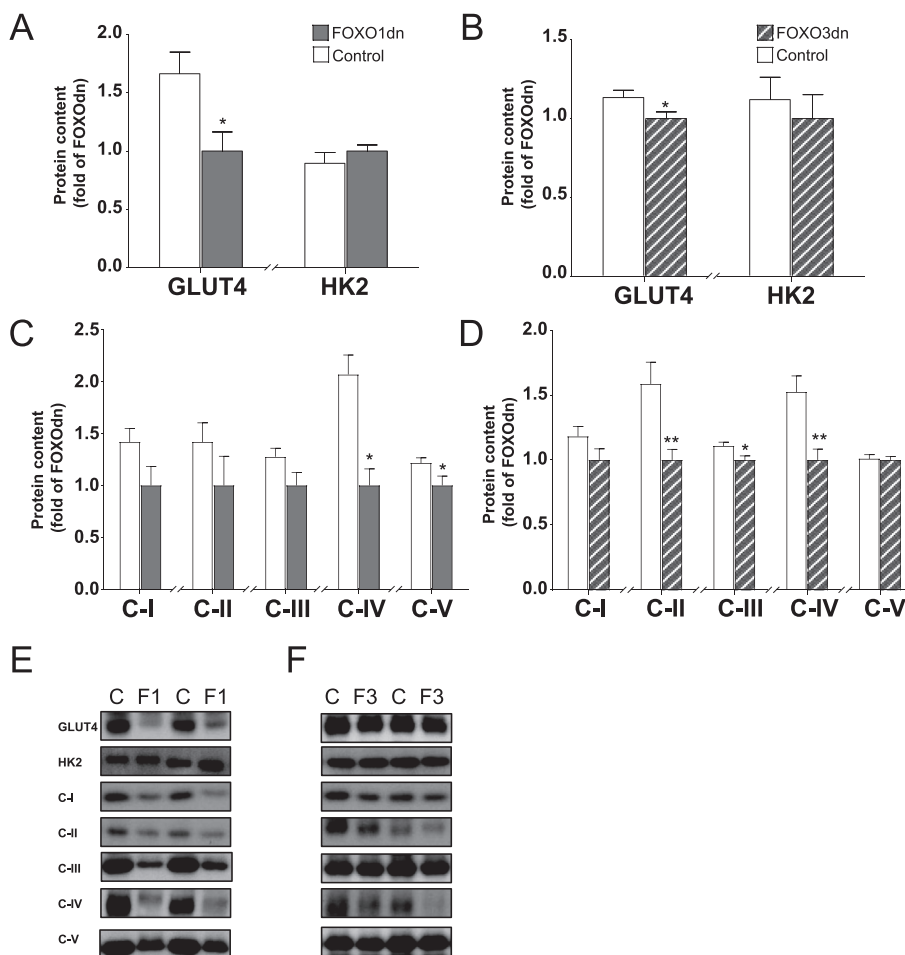 A
FOXO1dn
Control
Protein content
(fold of FOXOdn)
2.0
1.5
1.0
0.5
0.0
*
GLUT4
HK2
B
FOXO3dn
Control
Protein content
(fold of FOXOdn)
1.5
1.0
0.5
0.0
*
GLUT4
HK2
C
Protein content
(fold of FOXOdn)
2.5
2.0
1.5
1.0
0.5
0.0
*
*
C-I
C-II
C-III
C-IV
C-V
D
Protein content
(fold of FOXOdn)
2.0
1.5
1.0
0.5
0.0
**
*
**
C-I
C-II
C-III
C-IV
C-V
E
C F1 C F1
GLUT4
HK2
C-I
C-II
C-III
C-IV
C-V
F
C F3 C F3